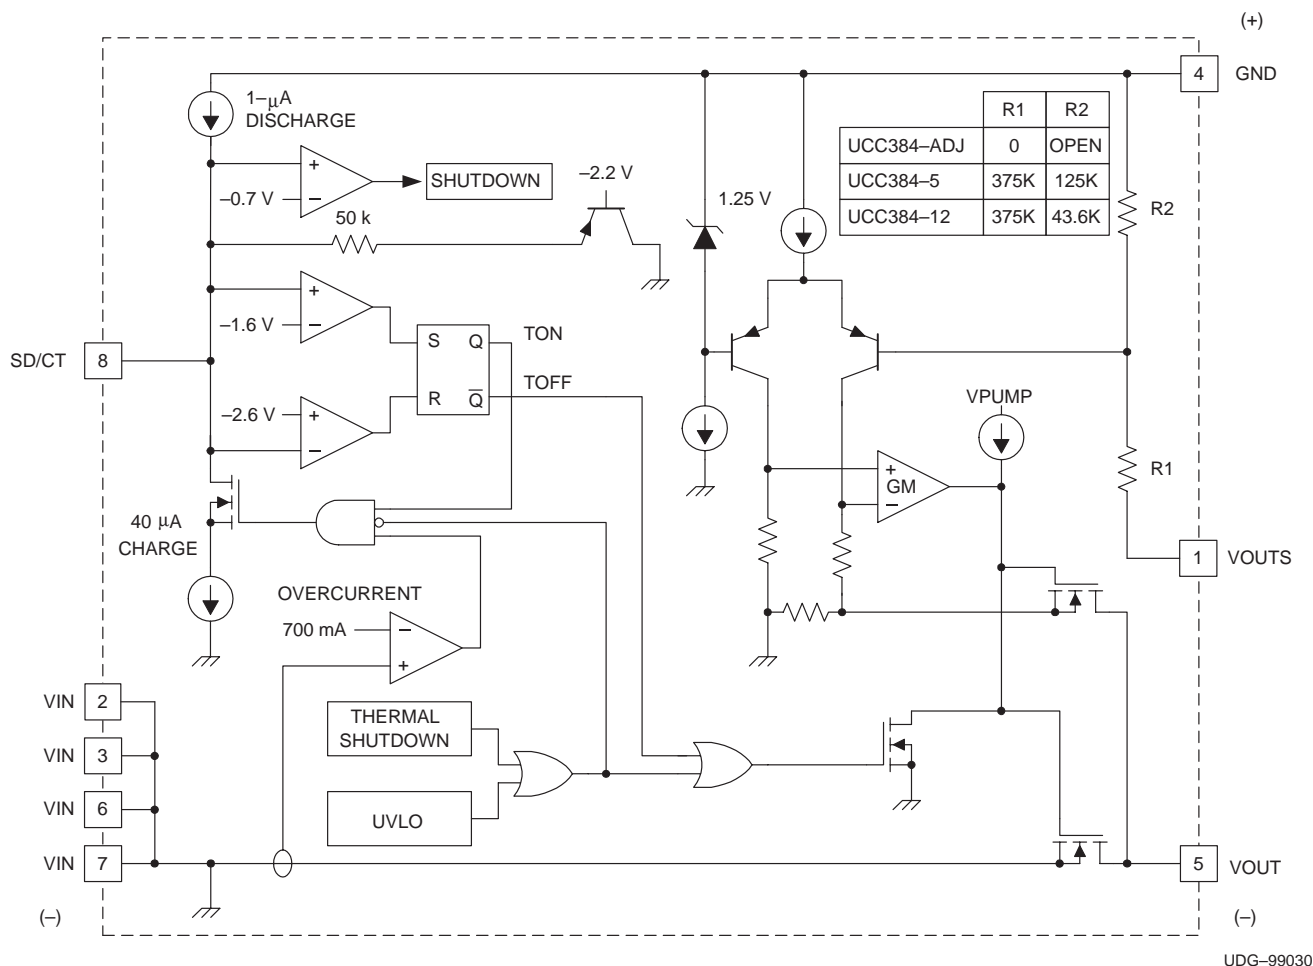 (+)
4
GND
1–μA
DISCHARGE
R1 R2
UCC384–ADJ 0 OPEN
UCC384–5 375K 125K
UCC384–12 375K 43.6K
+
–0.7 V
–
SHUTDOWN
–2.2 V
50 k
1.25 V
R2
+
–1.6 V
–
S Q
TON
SD/CT
8
R Q
TOFF
–2.6 V
+
–
VPUMP
+
GM
–
R1
40 μA
CHARGE
1
VOUTS
OVERCURRENT
700 mA
–
+
VIN
2
THERMAL
SHUTDOWN
VIN
3
VIN
6
UVLO
VIN
7
5
VOUT
(–)
(–)
UDG–99030